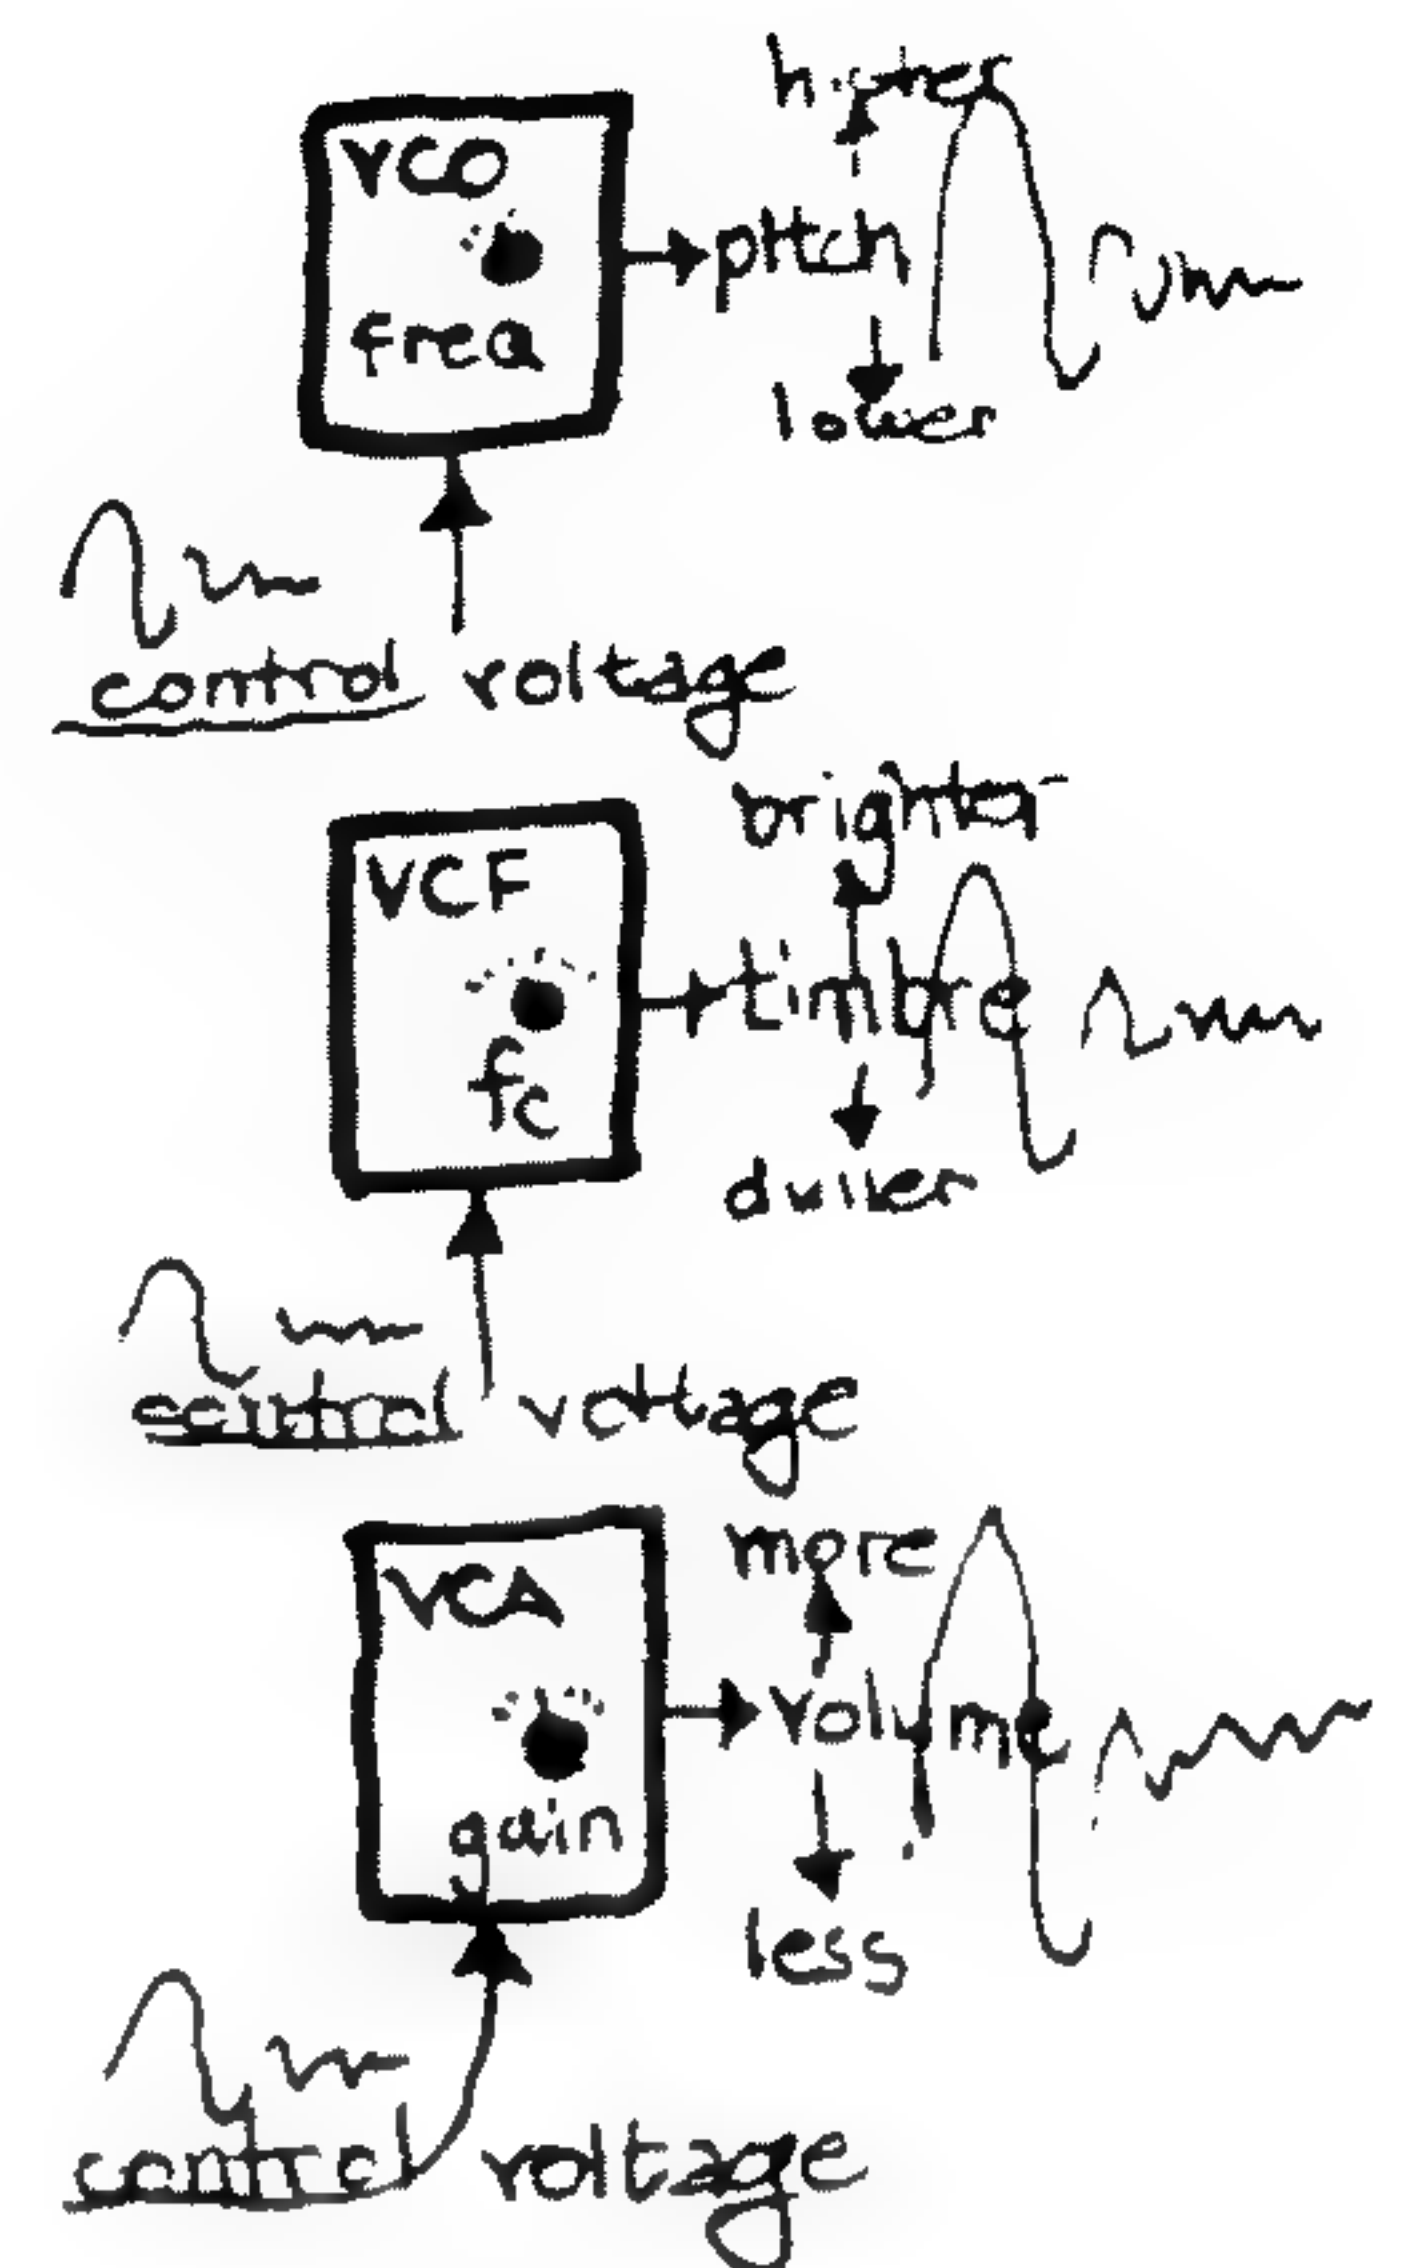 higher
VCO
pitch
freq
lower
control voltage
brighter
VCF
timbre
fc
duller
control voltage
more
VCA
volume
gain
less
control voltage